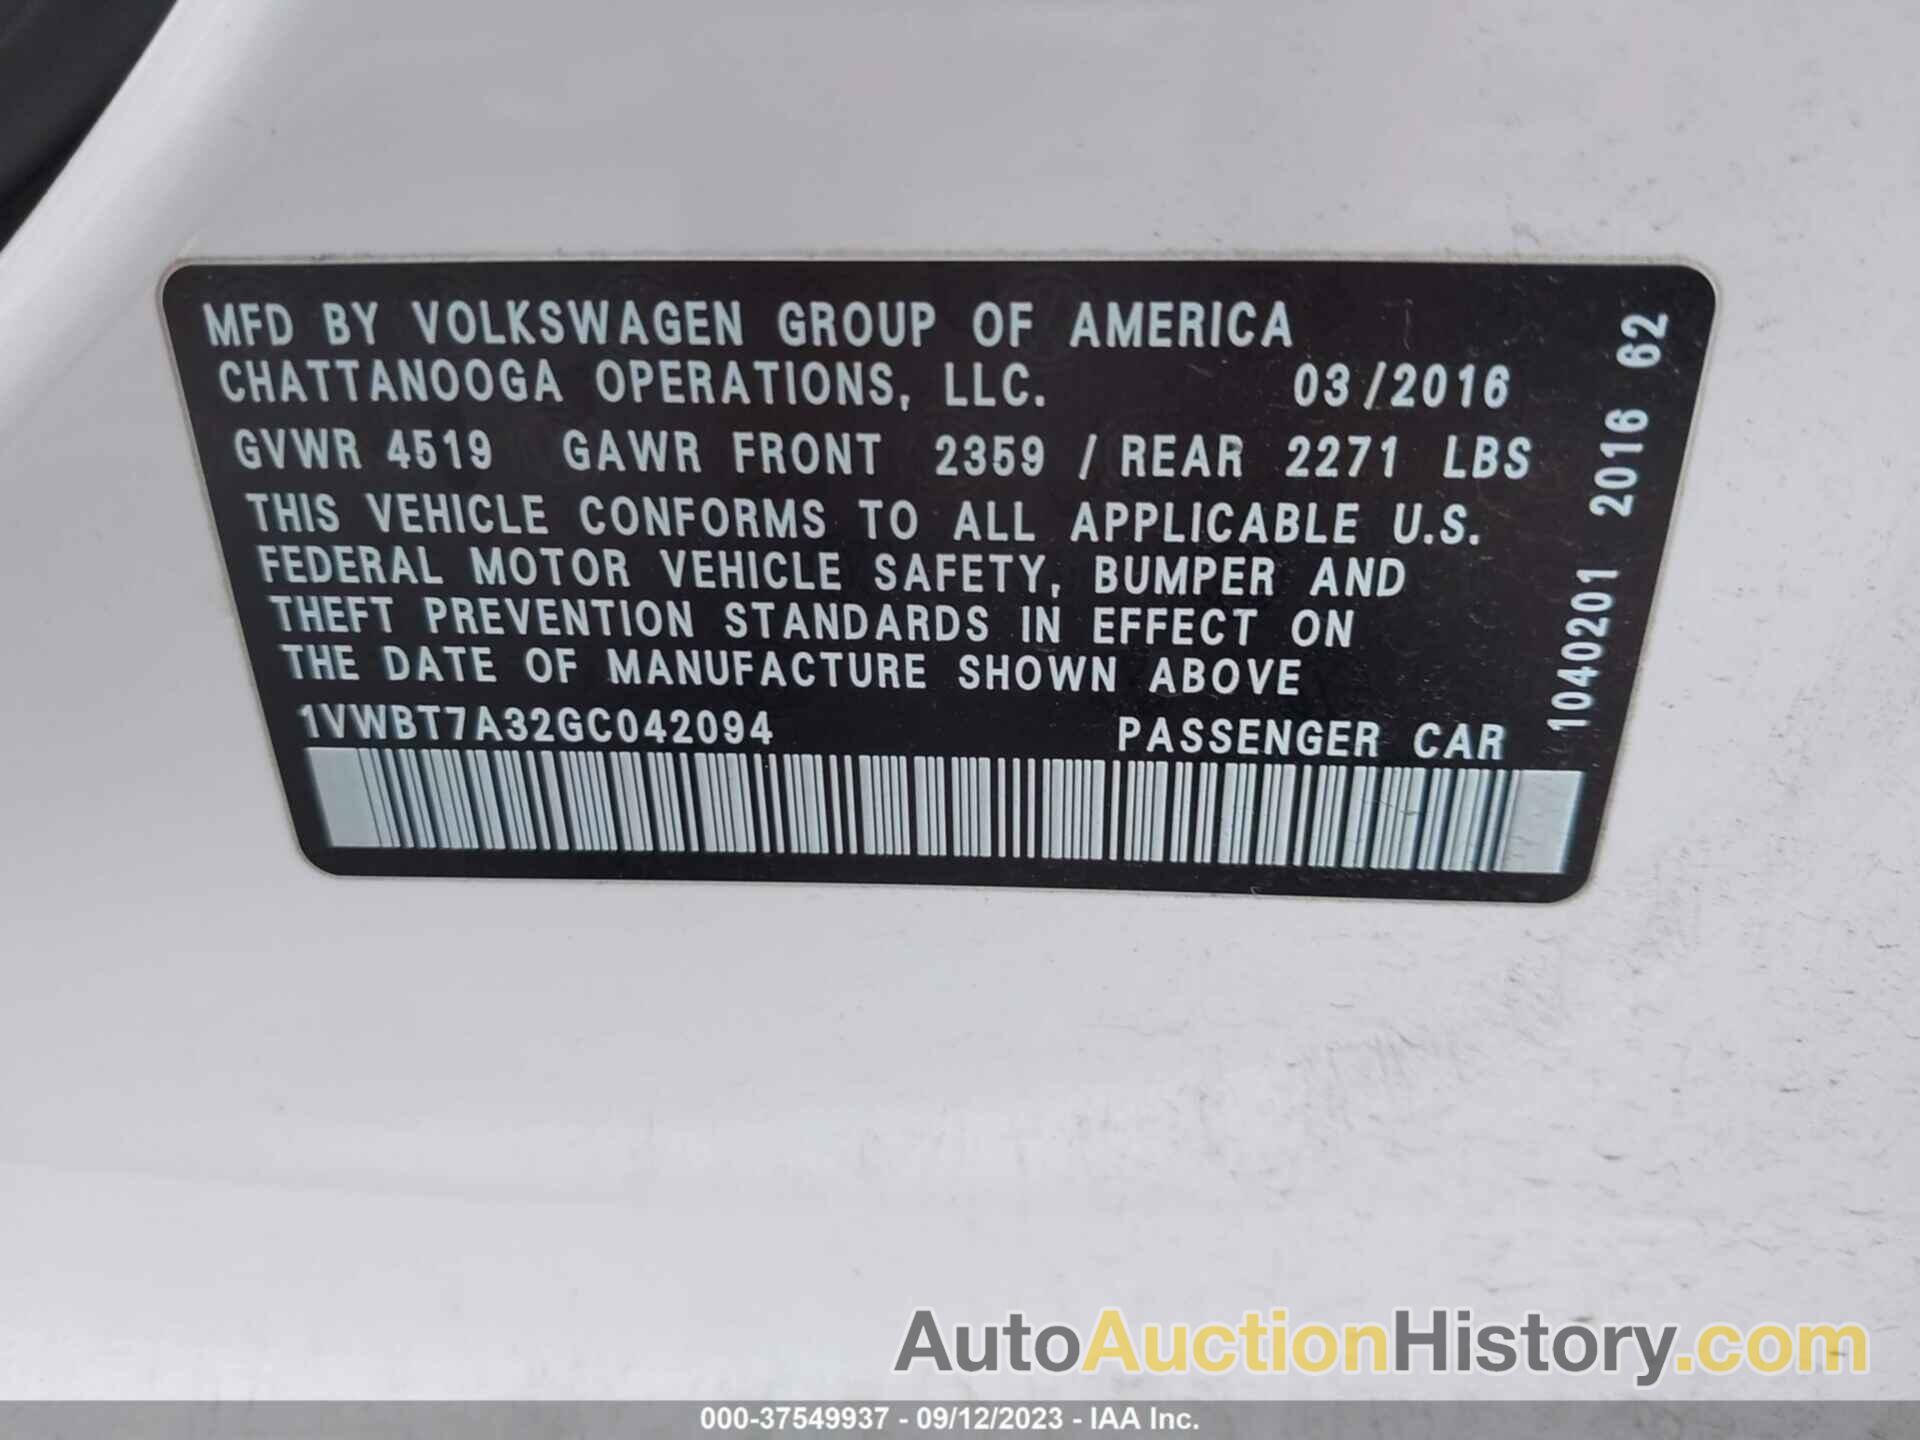 MFD BY VOLKSWAGEN GROUP OF AMERICA
CHATTANOOGA OPERATIONS, LLC. 03/2016
GVWR 4519 GAWR FRONT 2359 / REAR 2271 LBS
THIS VEHICLE CONFORMS TO ALL APPLICABLE U.S.
FEDERAL MOTOR VEHICLE SAFETY, BUMPER AND
THEFT PREVENTION STANDARDS IN EFFECT ON
THE DATE OF MANUFACTURE SHOWN ABOVE
1VWBT7A32GC042094 PASSENGER CAR
10402201 2016 62
AutoAuctionHistory.com
000-37549937 - 09/12/2023 - IAA Inc.